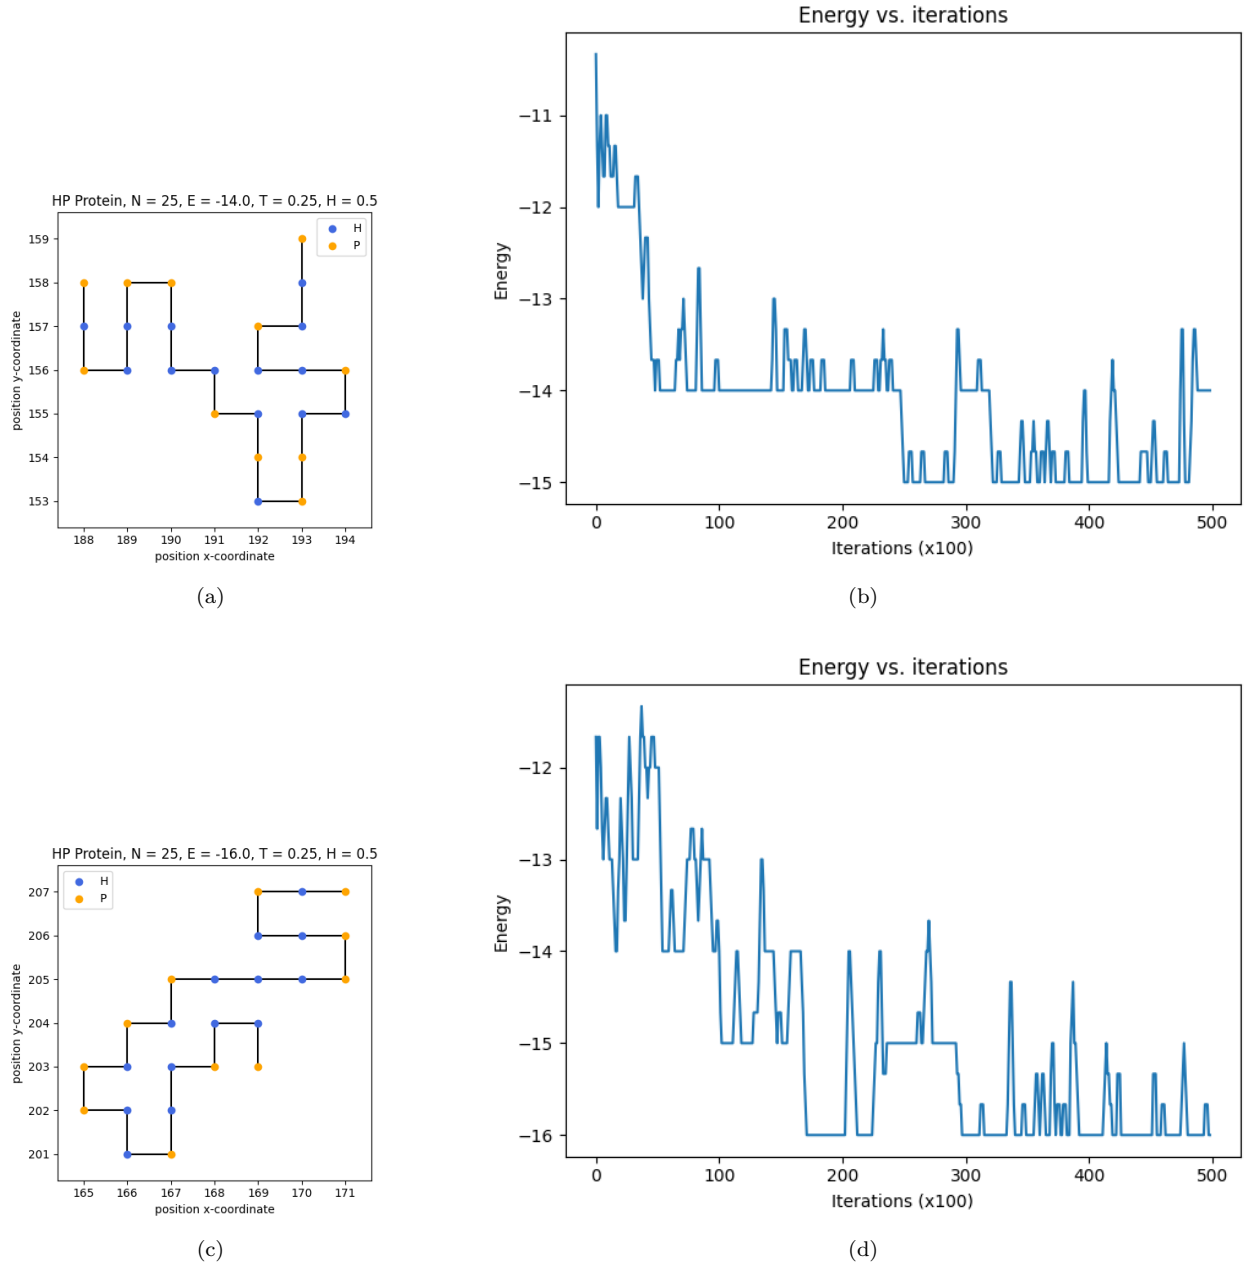 HP Protein, N = 25, E = -14.0, T = 0.25, H = 0.5
H
P
position y-coordinate
159
158
157
156
155
154
153
188 189 190 191 192 193 194
position x-coordinate
(a)
Energy vs. iterations
Energy
−11
−12
−13
−14
−15
0 100 200 300 400 500
Iterations (x100)
(b)
HP Protein, N = 25, E = -16.0, T = 0.25, H = 0.5
H
P
position y-coordinate
207
206
205
204
203
202
201
165 166 167 168 169 170 171
position x-coordinate
(c)
Energy vs. iterations
Energy
−12
−13
−14
−15
−16
0 100 200 300 400 500
Iterations (x100)
(d)